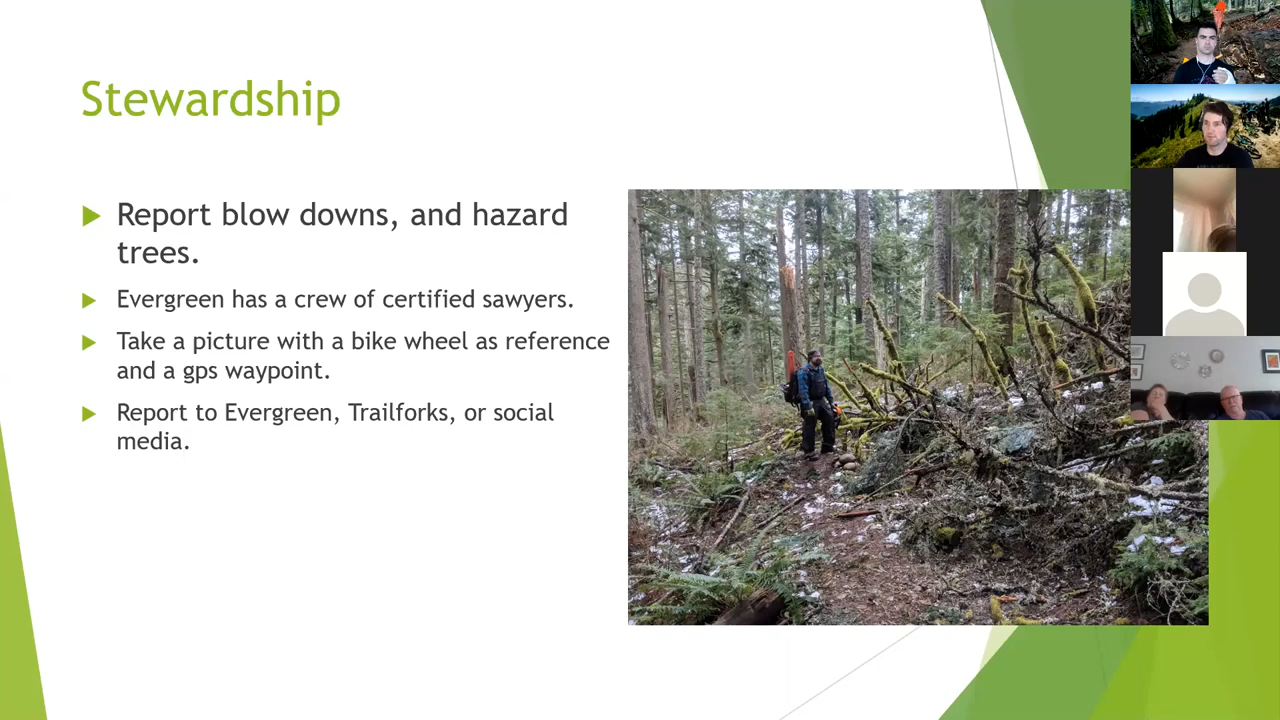 Stewardship
Report blow downs, and hazard
trees.
Evergreen has a crew of certified sawyers.
Take a picture with a bike wheel as reference
and a gps waypoint.
Report to Evergreen, Trailforks, or social
media.